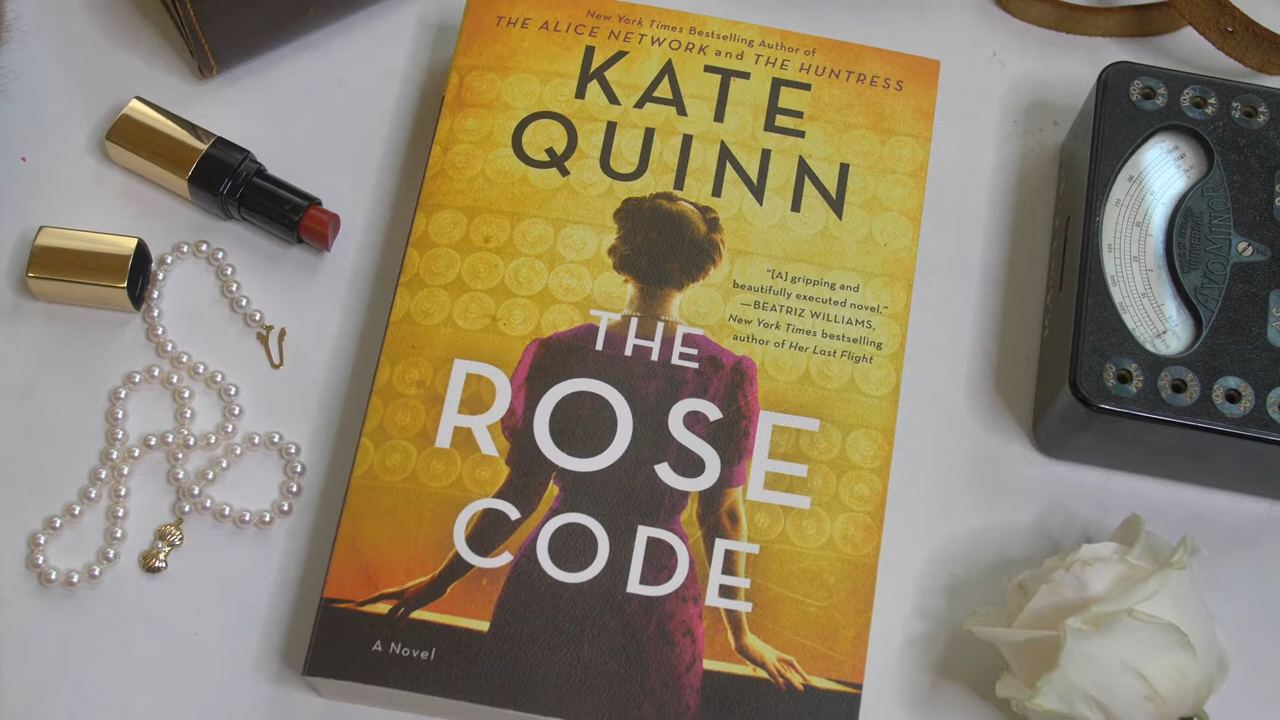 New York Times Bestselling Author of
THE ALICE NETWORK and THE HUNTRESS
KATE
QUINN
"[A] gripping and
beautifully executed novel."
—BEATRIZ WILLIAMS,
New York Times bestselling
author of Her Last Flight
THE
ROSE
CODE
A Novel
AVOMINOR